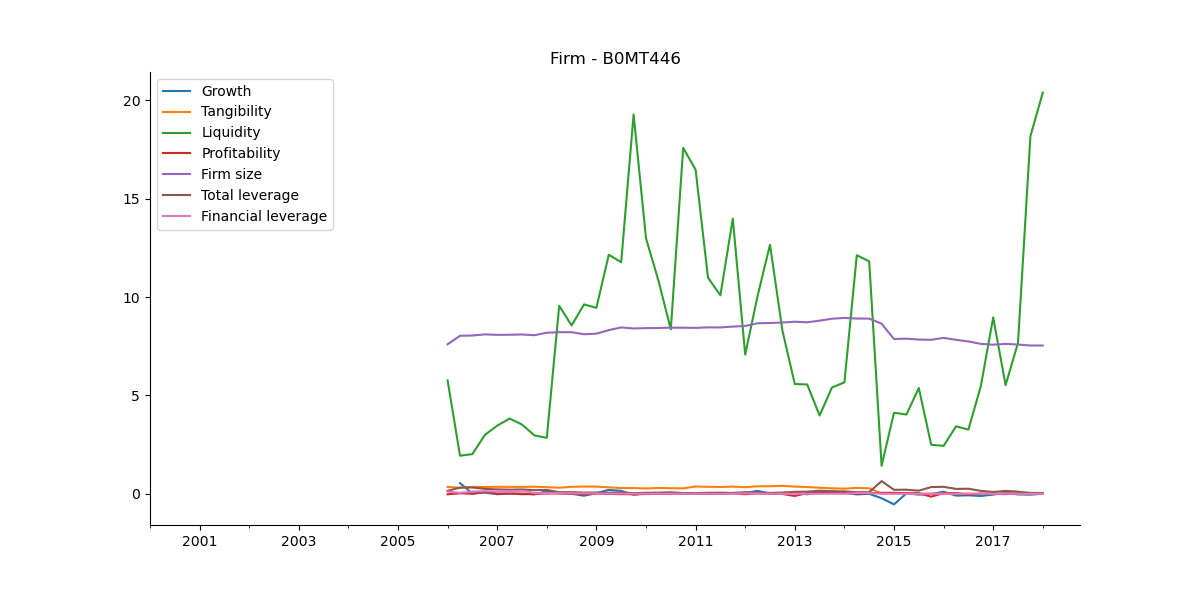 Firm - B0MT446
Growth
Tangibility
Liquidity
Profitability
Firm size
Total leverage
Financial leverage
20
15
10
5
0
2001 2003 2005 2007 2009 2011 2013 2015 2017